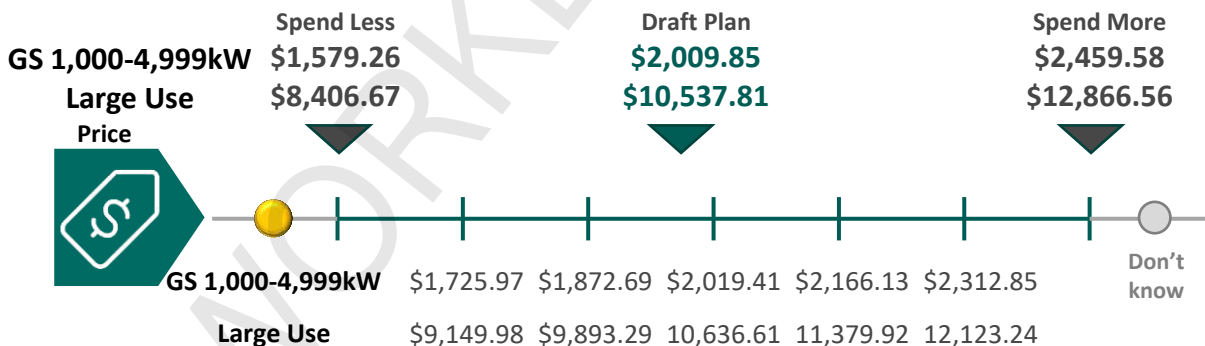 Spend Less Draft Plan Spend More
GS 1,000-4,999kW $1,579.26 $2,009.85 $2,459.58
Large Use $8,406.67 $10,537.81 $12,866.56
Price
$
Don't
know
GS 1,000-4,999kW $1,725.97 $1,872.69 $2,019.41 $2,166.13 $2,312.85
Large Use $9,149.98 $9,893.29 10,636.61 11,379.92 12,123.24